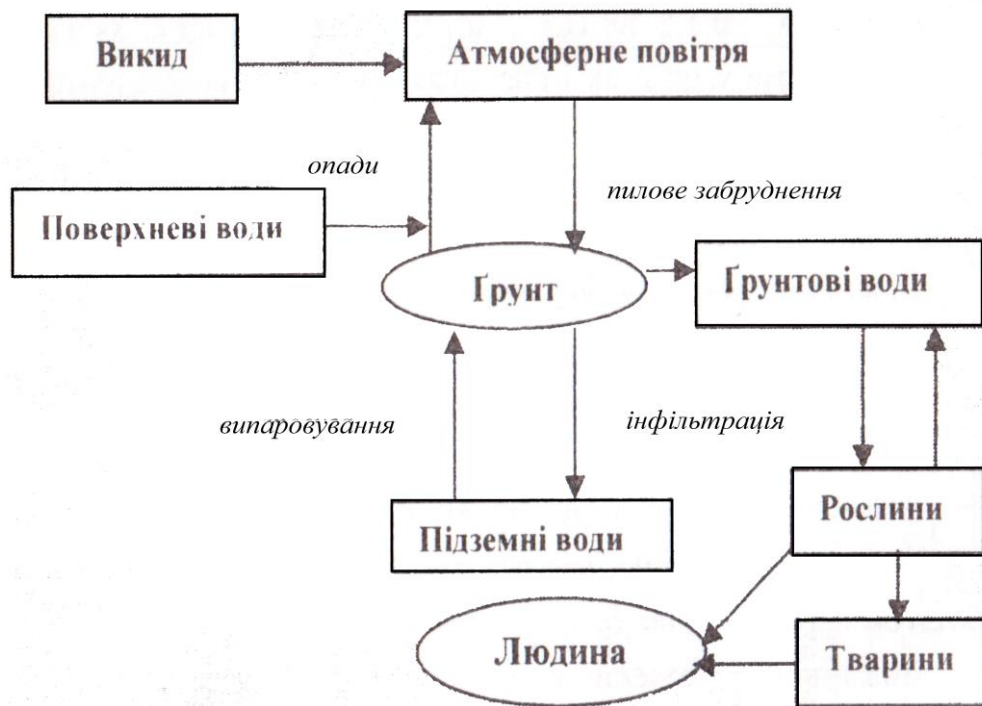 Викид
Атмосферне повітря
опади
пилове забруднення
Поверхневі води
Ґрунт
Ґрунтові води
випаровування
інфільтрація
Рослини
Підземні води
Людина
Тварини